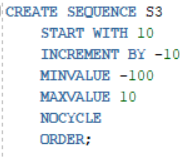 CREATE SEQUENCE S3
START WITH 10
INCREMENT BY -10
MINVALUE -100
MAXVALUE 10
NOCYCLE
ORDER;